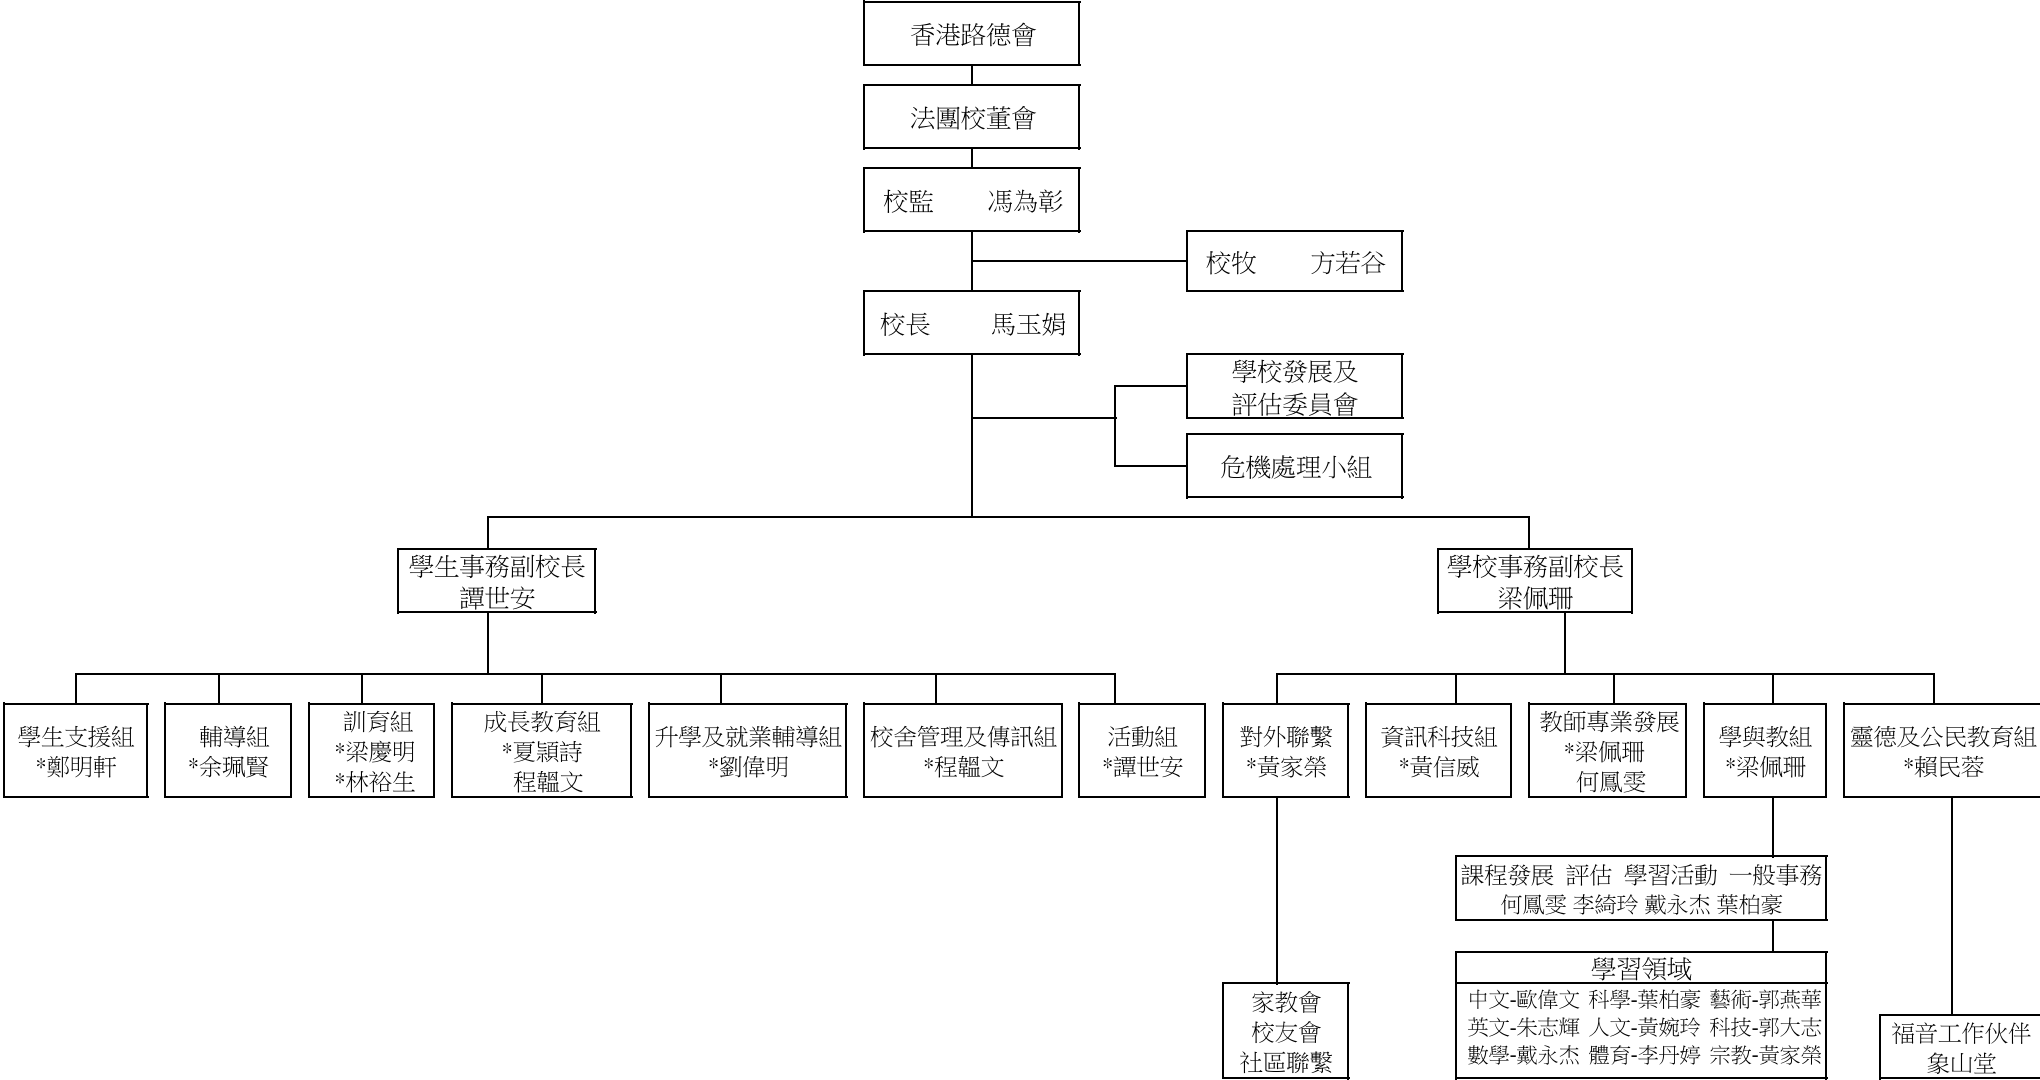 香港路德會
法團校董會
校監 馮為彰
校牧 方若谷
校長 馬玉娟
學校發展及
評估委員會
危機處理小組
學生事務副校長
譚世安
學校事務副校長
梁佩珊
學生支援組
*鄭明軒
輔導組
*余珮賢
訓育組
*梁慶明
*林裕生
成長教育組
*夏穎詩
程韞文
升學及就業輔導組
*劉偉明
校舍管理及傳訊組
*程韞文
活動組
*譚世安
對外聯繫
*黃家榮
資訊科技組
*黃信威
教師專業發展
*梁佩珊
何鳳雯
學與教組
*梁佩珊
靈德及公民教育組
*賴民蓉
課程發展 評估 學習活動 一般事務
何鳳雯 李綺玲 戴永杰 葉柏豪
學習領域
中文-歐偉文 科學-葉柏豪 藝術-郭燕華
英文-朱志輝 人文-黃婉玲 科技-郭大志
數學-戴永杰 體育-李丹婷 宗教-黃家榮
家教會
校友會
社區聯繫
福音工作伙伴
象山堂